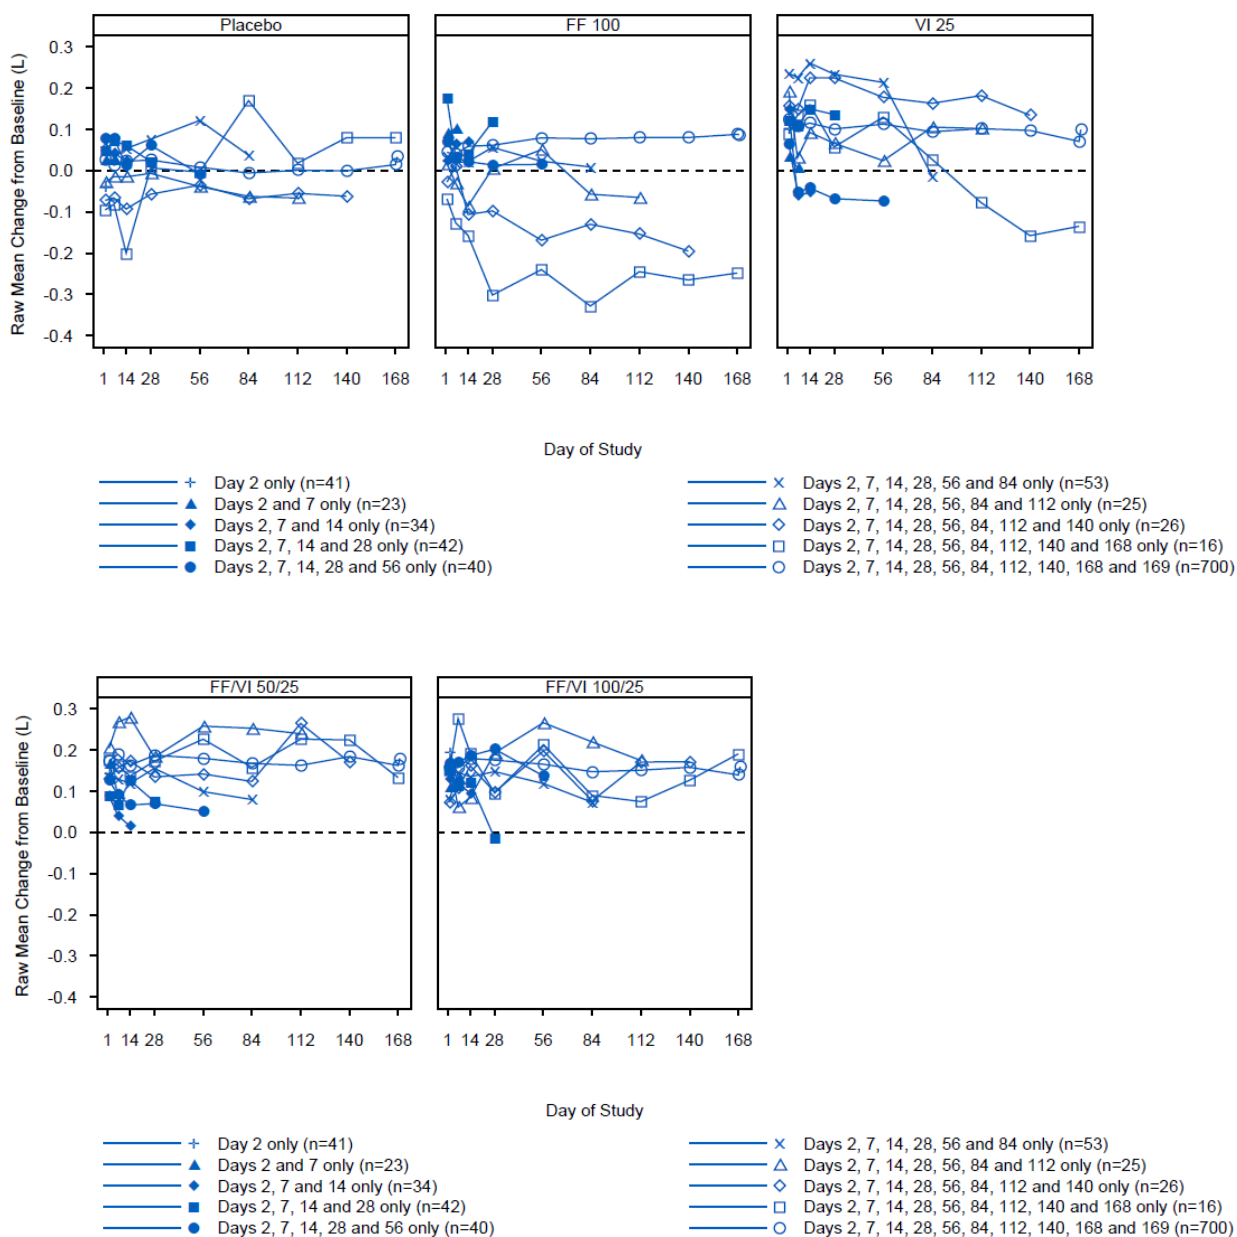 Placebo FF 100 VI 25
Raw Mean Change from Baseline (L)
0.3
0.2
0.1
0.0
-0.1
-0.2
-0.3
-0.4
1 14 28 56 84 112 140 168 1 14 28 56 84 112 140 168 1 14 28 56 84 112 140 168
Day of Study
Day 2 only (n=41)
Days 2 and 7 only (n=23)
Days 2, 7 and 14 only (n=34)
Days 2, 7, 14 and 28 only (n=42)
Days 2, 7, 14, 28 and 56 only (n=40)
Days 2, 7, 14, 28, 56 and 84 only (n=53)
Days 2, 7, 14, 28, 56, 84 and 112 only (n=25)
Days 2, 7, 14, 28, 56, 84, 112 and 140 only (n=26)
Days 2, 7, 14, 28, 56, 84, 112, 140 and 168 only (n=16)
Days 2, 7, 14, 28, 56, 84, 112, 140, 168 and 169 (n=700)
FF/VI 50/25 FF/VI 100/25
Raw Mean Change from Baseline (L)
0.3
0.2
0.1
0.0
-0.1
-0.2
-0.3
-0.4
1 14 28 56 84 112 140 168 1 14 28 56 84 112 140 168
Day of Study
Day 2 only (n=41)
Days 2 and 7 only (n=23)
Days 2, 7 and 14 only (n=34)
Days 2, 7, 14 and 28 only (n=42)
Days 2, 7, 14, 28 and 56 only (n=40)
Days 2, 7, 14, 28, 56 and 84 only (n=53)
Days 2, 7, 14, 28, 56, 84 and 112 only (n=25)
Days 2, 7, 14, 28, 56, 84, 112 and 140 only (n=26)
Days 2, 7, 14, 28, 56, 84, 112, 140 and 168 only (n=16)
Days 2, 7, 14, 28, 56, 84, 112, 140, 168 and 169 (n=700)